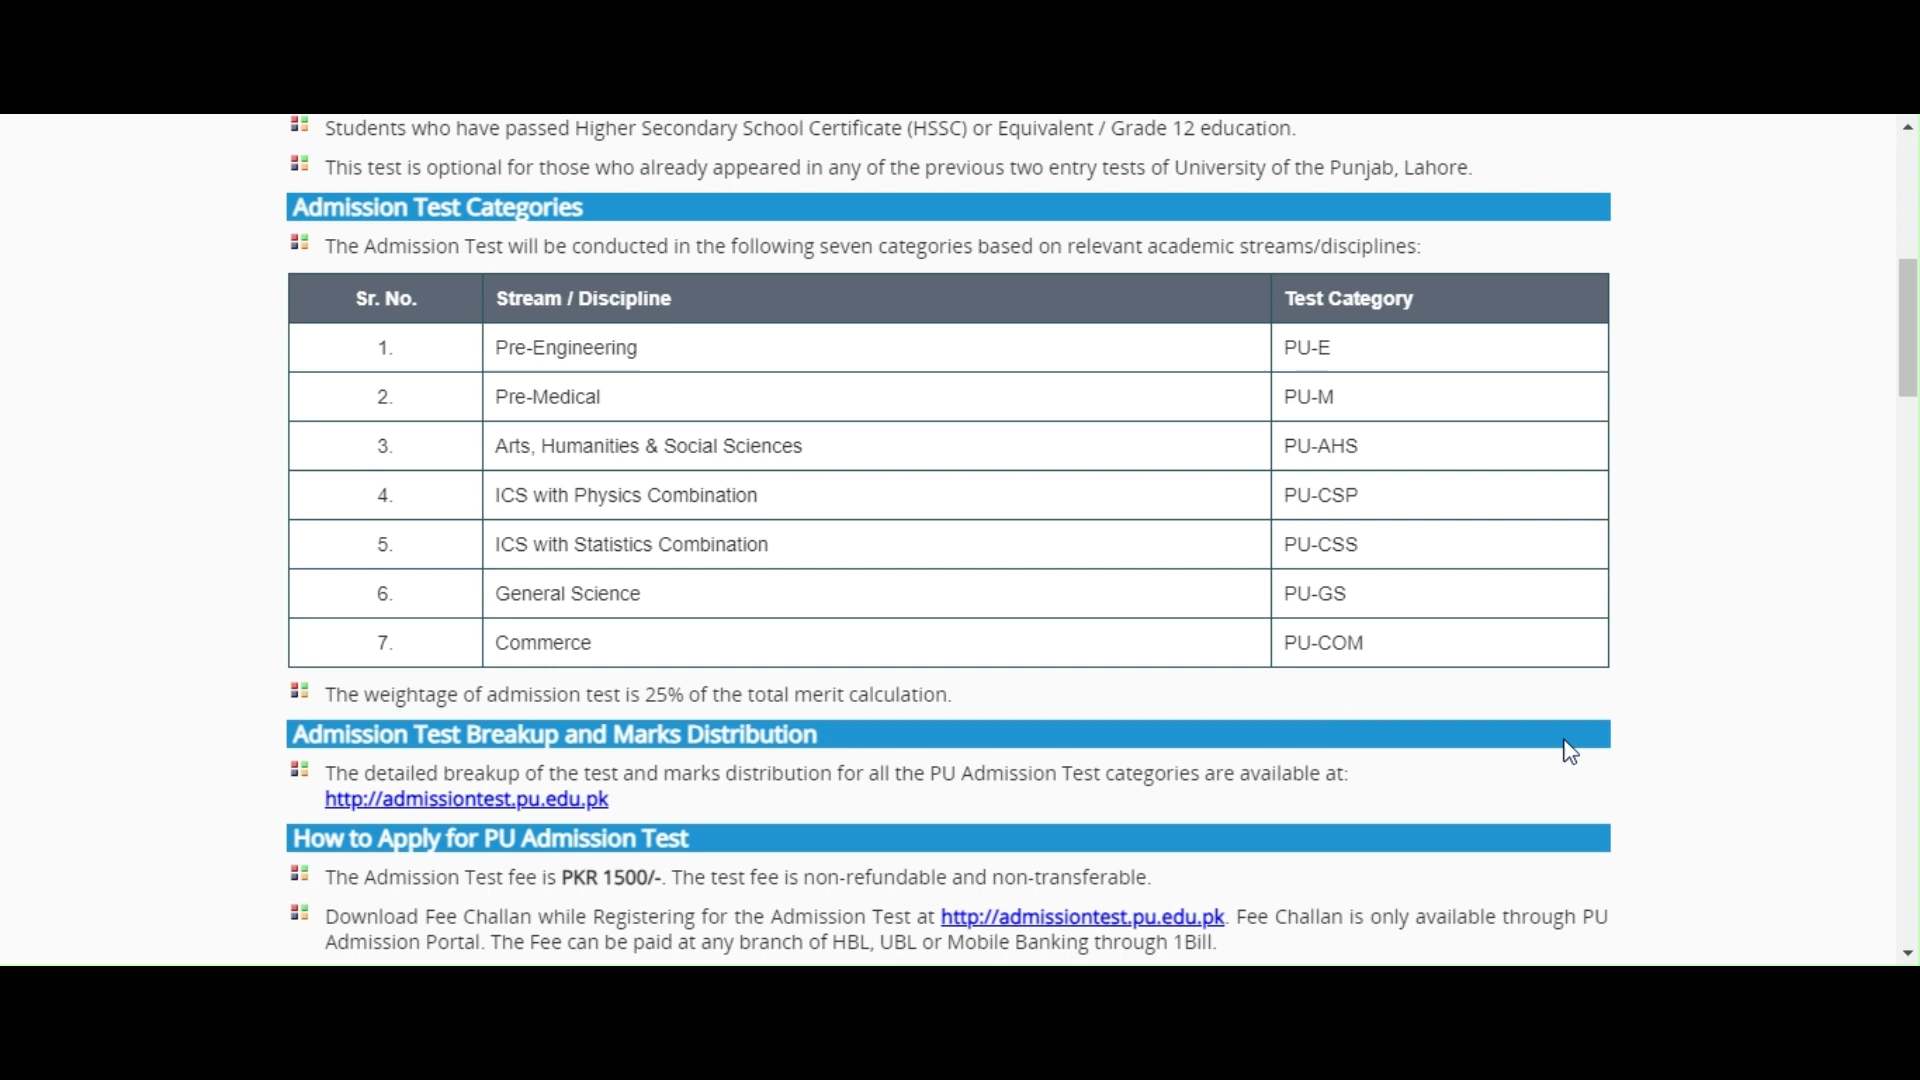 Students who have passed Higher Secondary School Certificate (HSSC) or Equivalent / Grade 12 education.
This test is optional for those who already appeared in any of the previous two entry tests of University of the Punjab, Lahore.
Admission Test Categories
The Admission Test will be conducted in the following seven categories based on relevant academic streams/disciplines:
Sr. No. Stream / Discipline Test Category
1. Pre-Engineering PU-E
2. Pre-Medical PU-M
3. Arts, Humanities & Social Sciences PU-AHS
4. ICS with Physics Combination PU-CSP
5. ICS with Statistics Combination PU-CSS
6. General Science PU-GS
7. Commerce PU-COM
The weightage of admission test is 25% of the total merit calculation.
Admission Test Breakup and Marks Distribution
The detailed breakup of the test and marks distribution for all the PU Admission Test categories are available at:
http://admissiontest.pu.edu.pk
How to Apply for PU Admission Test
The Admission Test fee is PKR 1500/-. The test fee is non-refundable and non-transferable.
Download Fee Challan while Registering for the Admission Test at http://admissiontest.pu.edu.pk. Fee Challan is only available through PU
Admission Portal. The Fee can be paid at any branch of HBL, UBL or Mobile Banking through 1Bill.